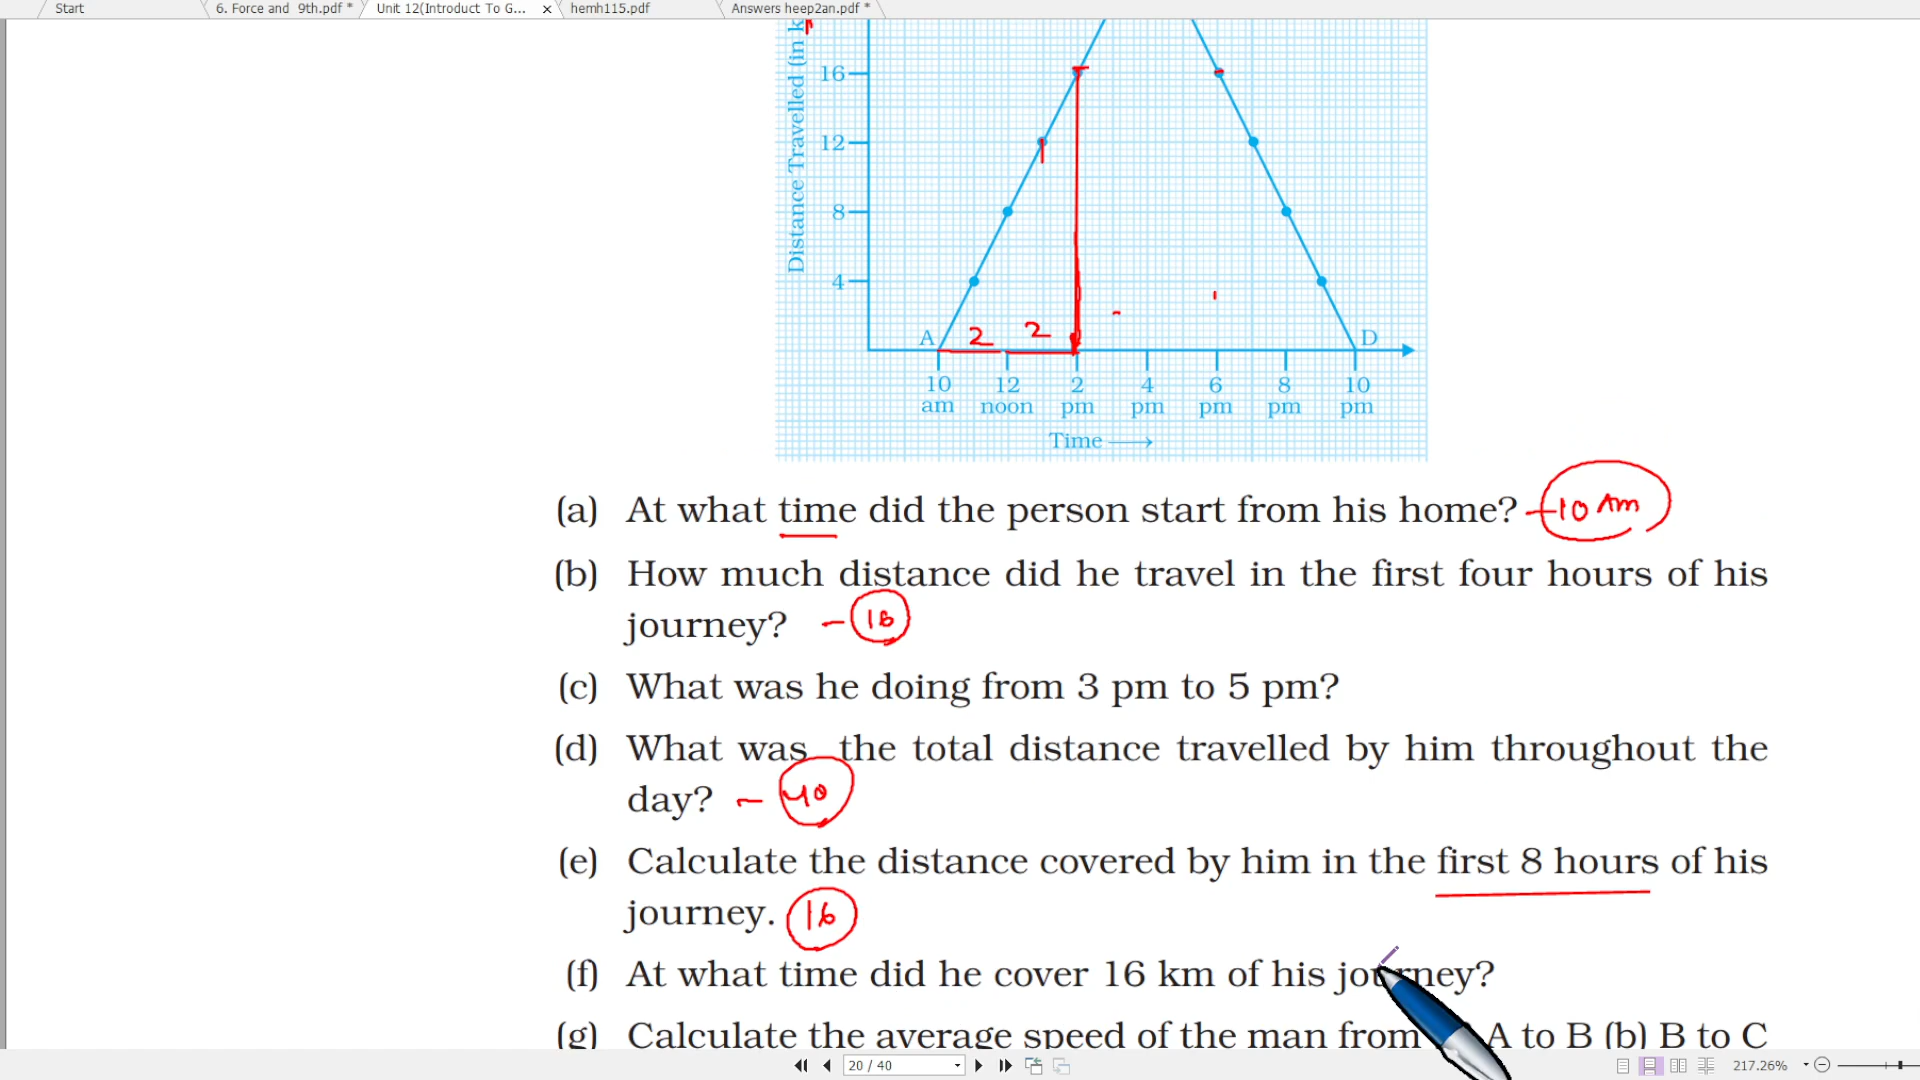 Start
6. Force and 9th.pdf *
Unit 12(Introduct To G... ×
hemh115.pdf
Answers heep2an.pdf *
Distance Travelled (in k
16
12
8
4
A 2 2 D
10 12 2 4 6 8 10
am noon pm pm pm pm pm
Time
(a) At what time did the person start from his home? 10 Am
(b) How much distance did he travel in the first four hours of his
journey? - 16
(c) What was he doing from 3 pm to 5 pm?
(d) What was the total distance travelled by him throughout the
day? - 40
(e) Calculate the distance covered by him in the first 8 hours of his
journey. 16
(f) At what time did he cover 16 km of his journey?
(g) Calculate the average speed of the man from A to B (b) B to C
20 / 40
217.26%